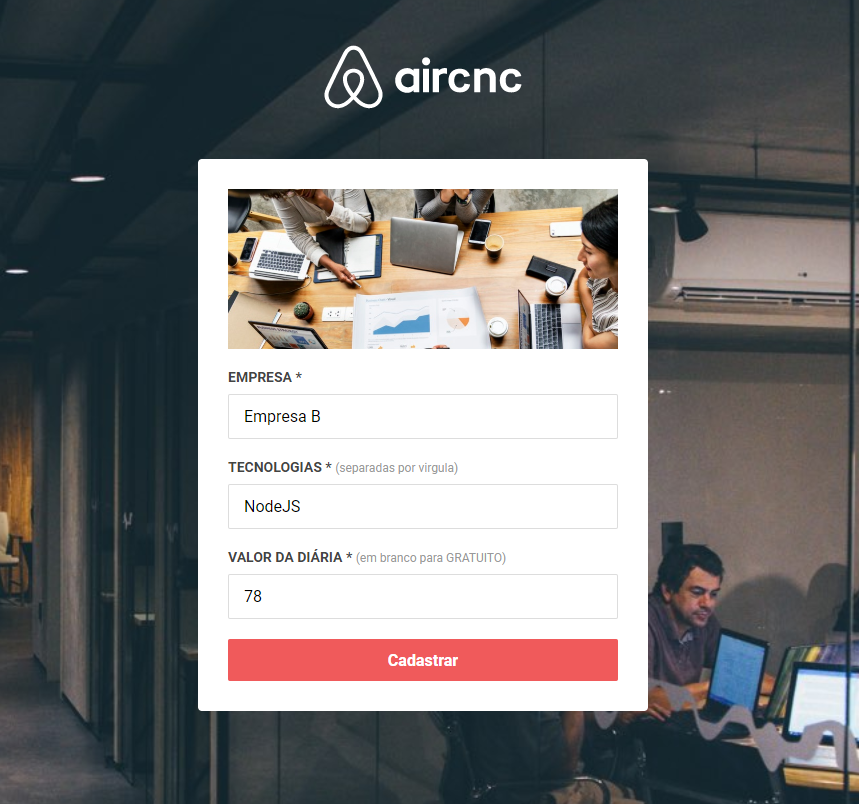 aircnc
EMPRESA *
Empresa B
TECNOLOGIAS * (separadas por virgula)
NodeJS
VALOR DA DIÁRIA * (em branco para GRATUITO)
78
Cadastrar